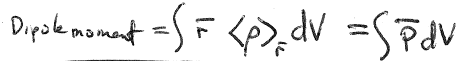 Dipole moment = ∫ r̄ ⟨ρ⟩_r̄ dV = ∫ P̄ dV